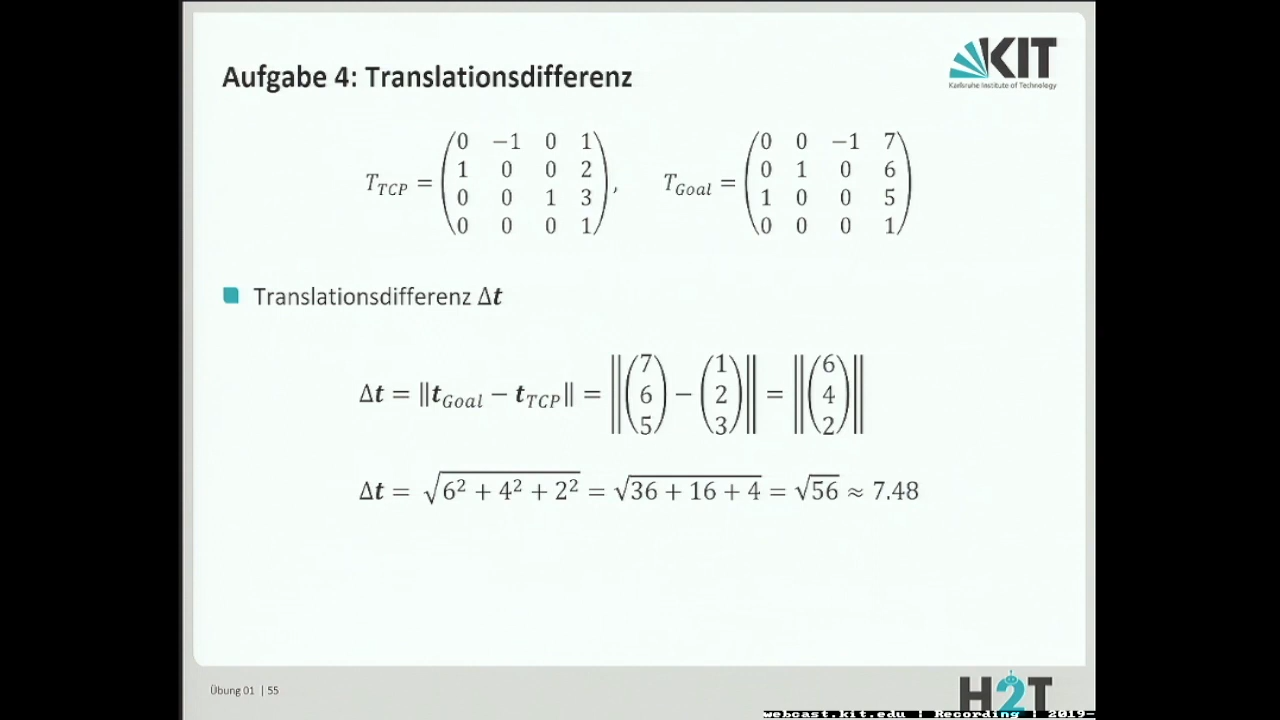 Aufgabe 4: Translationsdifferenz
KIT
Karlsruhe Institute of Technology
T_TCP = (0 −1 0 1; 1 0 0 2; 0 0 1 3; 0 0 0 1), T_Goal = (0 0 −1 7; 0 1 0 6; 1 0 0 5; 0 0 0 1)
Translationsdifferenz Δt
Δt = ‖t_Goal − t_TCP‖ = ‖(7; 6; 5) − (1; 2; 3)‖ = ‖(6; 4; 2)‖
Δt = √(6² + 4² + 2²) = √(36 + 16 + 4) = √56 ≈ 7.48
Übung 01 | 55
H2T
webcast.kit.edu | Recording | 2019-